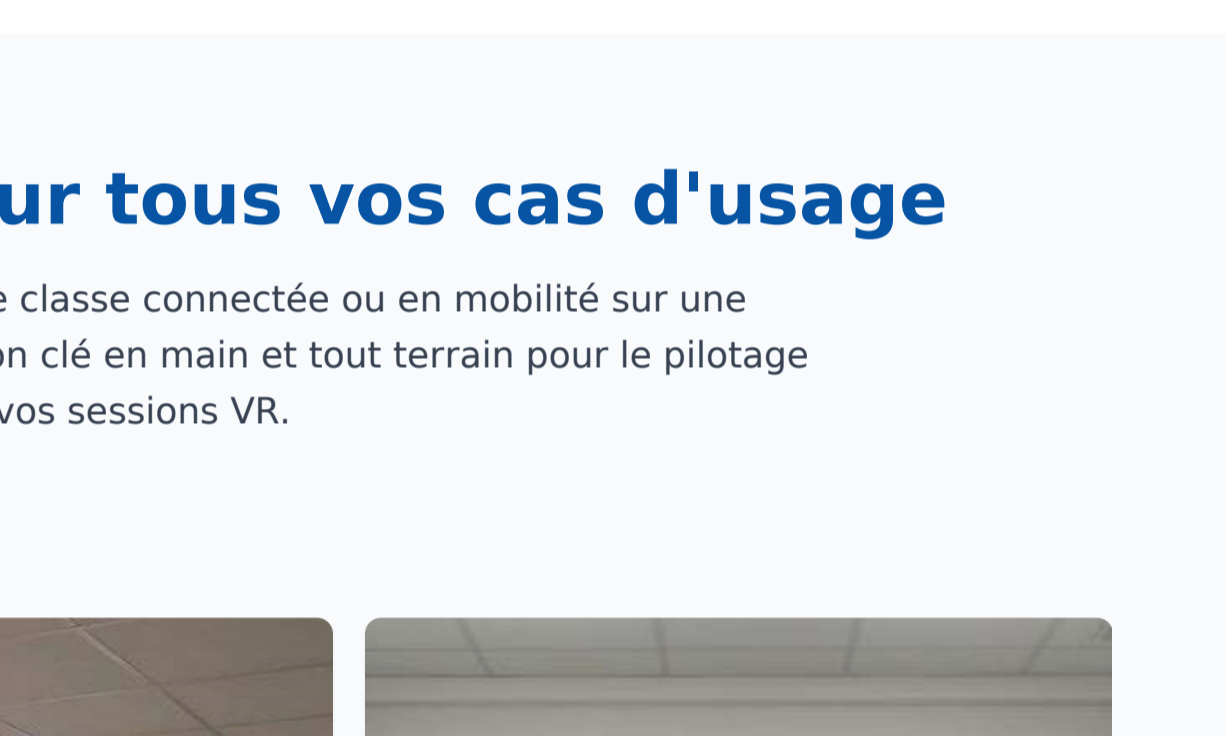 ur tous vos cas d'usage
e classe connectée ou en mobilité sur une
on clé en main et tout terrain pour le pilotage
vos sessions VR.